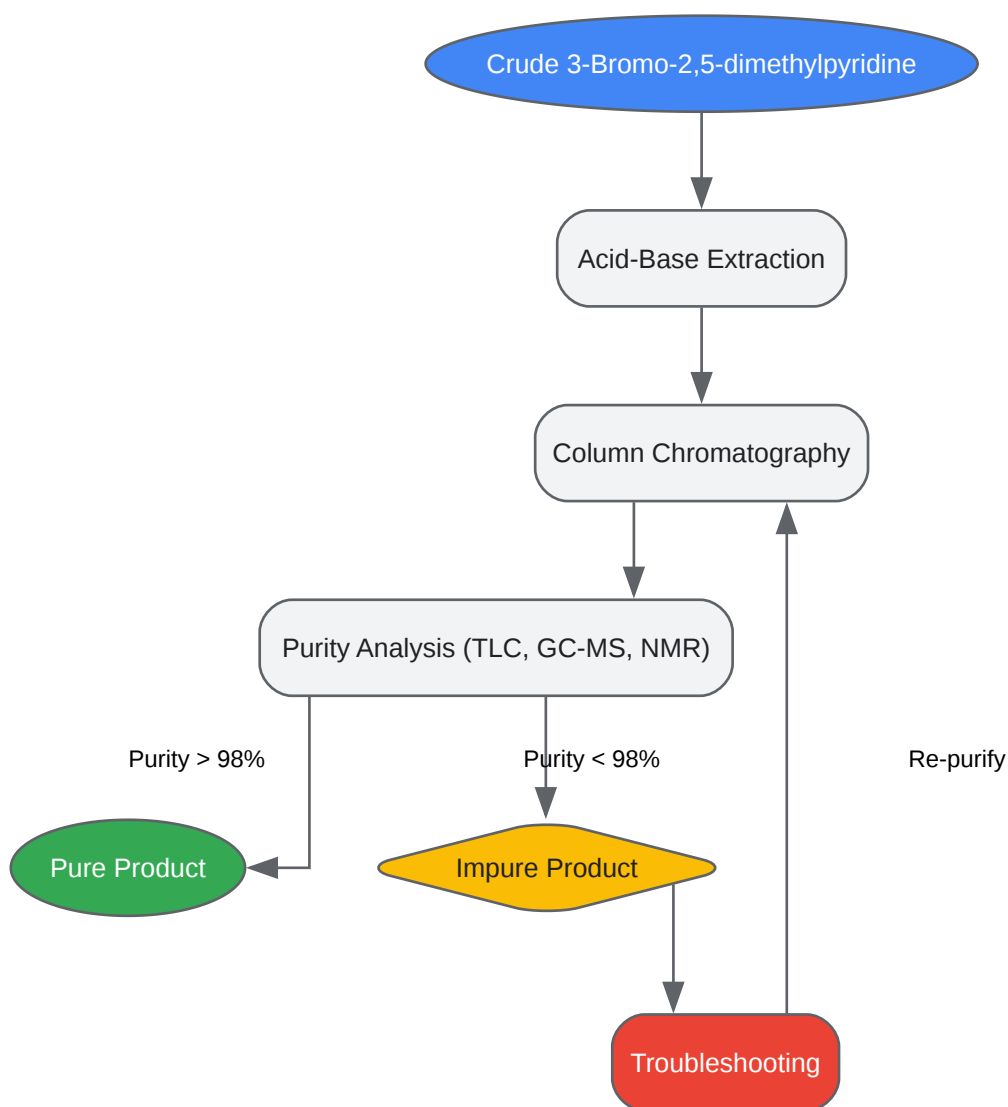 Crude 3-Bromo-2,5-dimethylpyridine
Acid-Base Extraction
Column Chromatography
Purity Analysis (TLC, GC-MS, NMR)
Purity > 98%
Purity < 98%
Re-purify
Pure Product
Impure Product
Troubleshooting